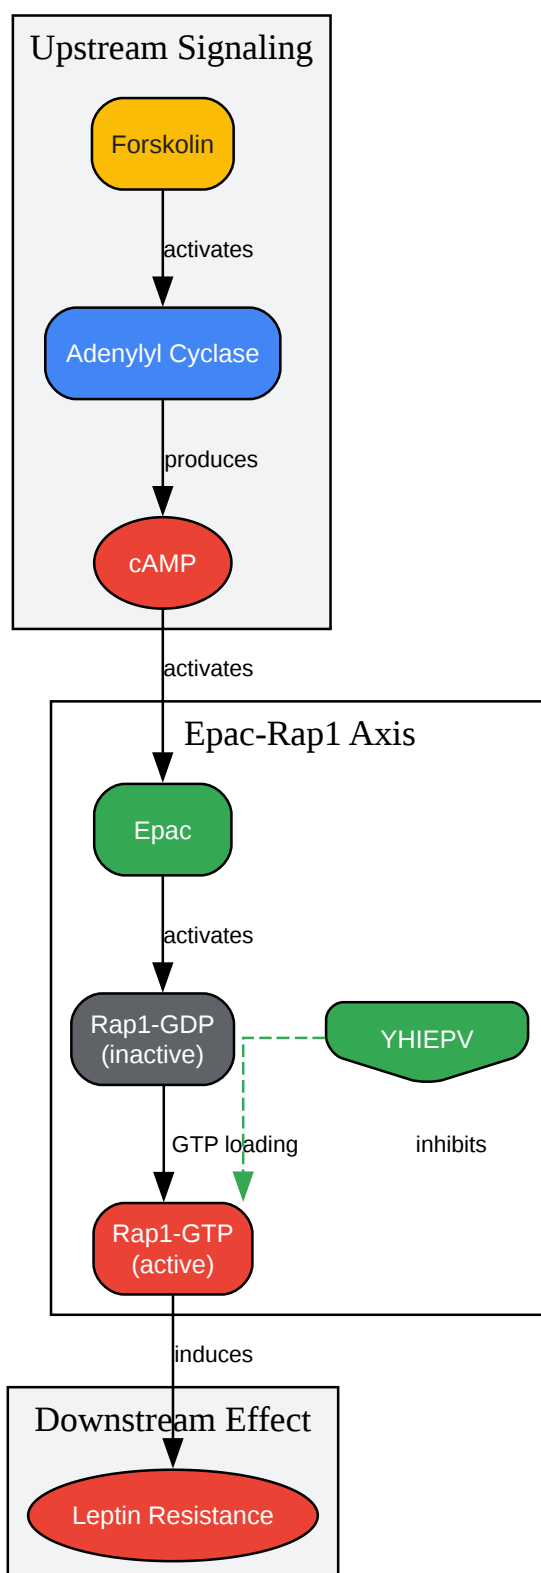 Upstream Signaling
Forskolin
activates
Adenylyl Cyclase
produces
cAMP
activates
Epac-Rap1 Axis
Epac
activates
Rap1-GDP
(inactive)
YHIEPV
GTP loading
inhibits
Rap1-GTP
(active)
induces
Downstream Effect
Leptin Resistance